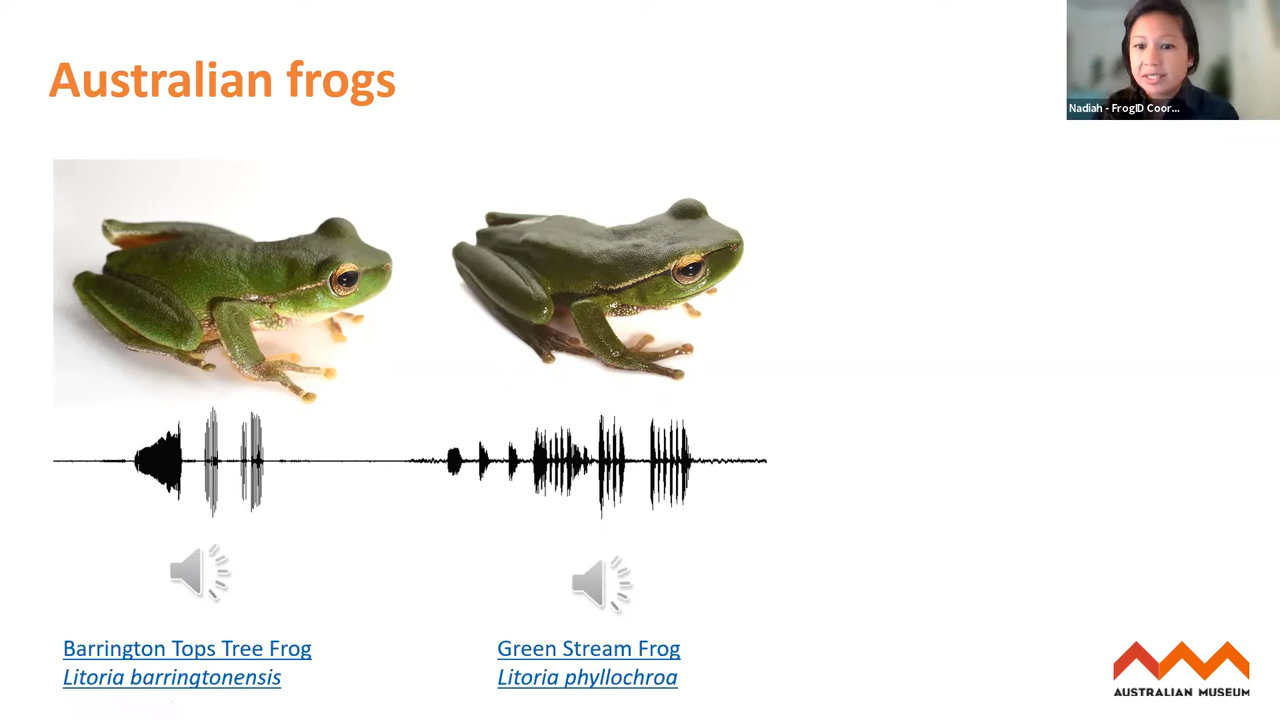 Australian frogs
Nadiah - FrogID Coor...
Barrington Tops Tree Frog
Litoria barringtonensis
Green Stream Frog
Litoria phyllochroa
AUSTRALIAN MUSEUM